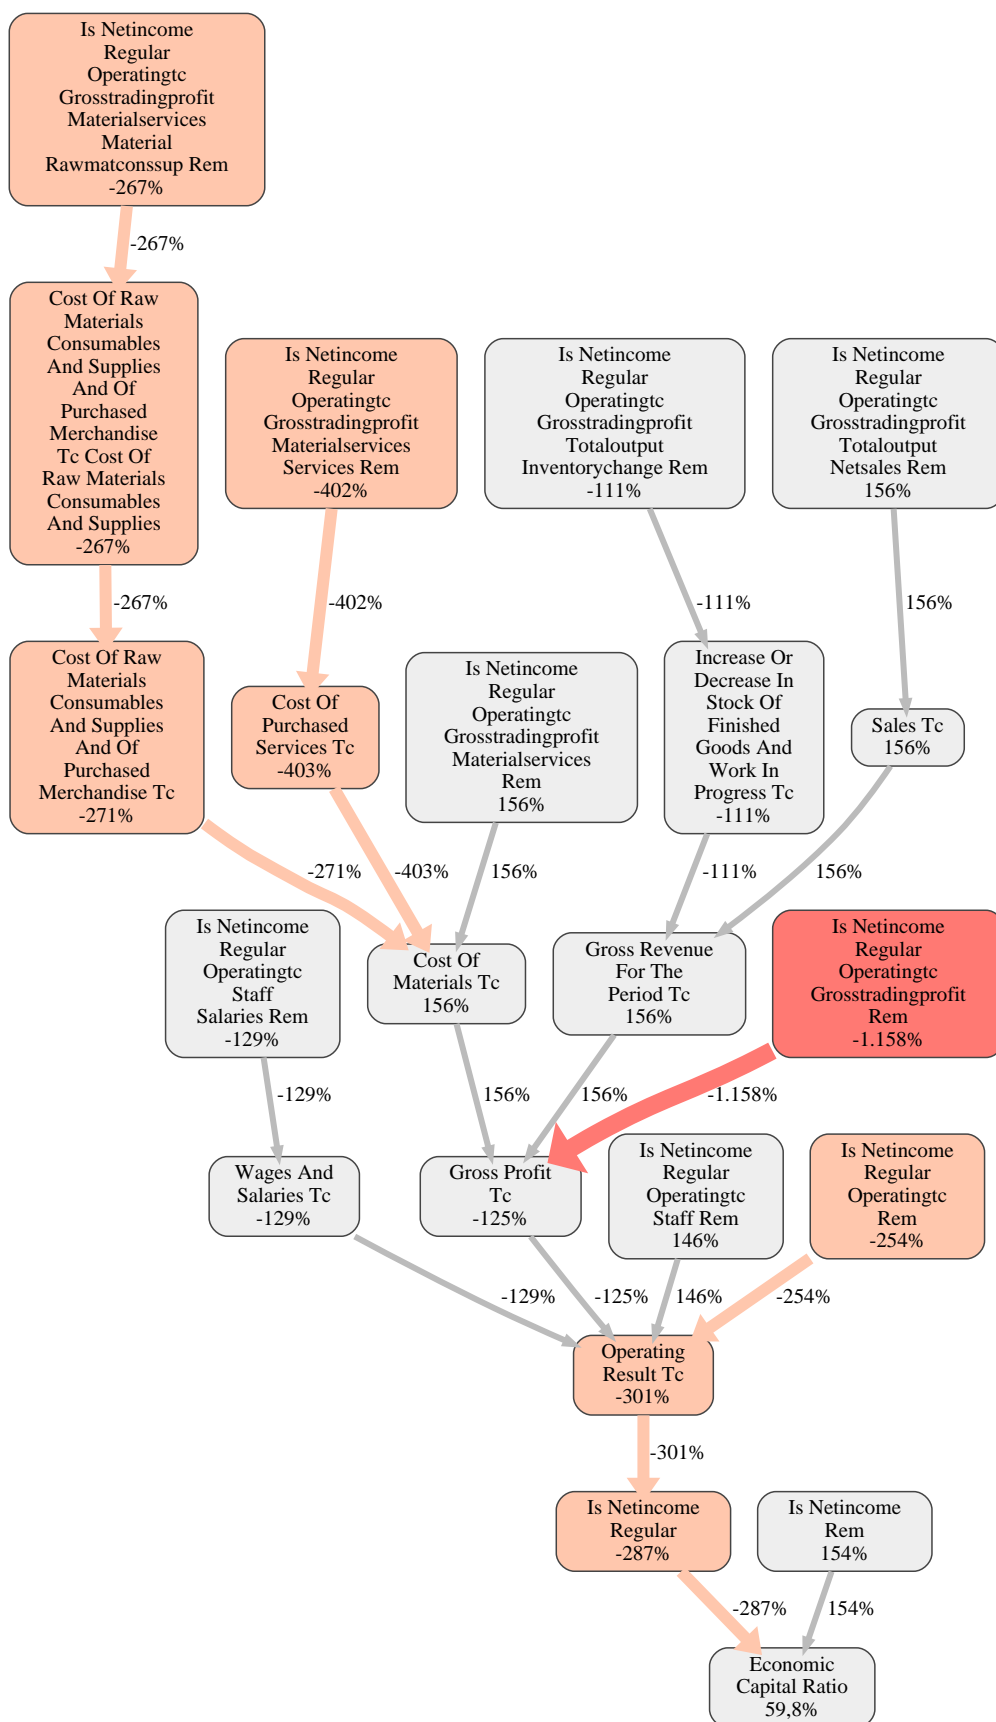 Is Netincome
Regular
Operatingtc
Grosstradingprofit
Materialservices
Material
Rawmatconssup Rem
-267%
-267%
Cost Of Raw
Materials
Consumables
And Supplies
And Of
Purchased
Merchandise
Tc Cost Of
Raw Materials
Consumables
And Supplies
-267%
Is Netincome
Regular
Operatingtc
Grosstradingprofit
Materialservices
Services Rem
-402%
Is Netincome
Regular
Operatingtc
Grosstradingprofit
Totaloutput
Inventorychange Rem
-111%
Is Netincome
Regular
Operatingtc
Grosstradingprofit
Totaloutput
Netsales Rem
156%
-267%
-402%
-111%
156%
Cost Of Raw
Materials
Consumables
And Supplies
And Of
Purchased
Merchandise Tc
-271%
Cost Of
Purchased
Services Tc
-403%
Is Netincome
Regular
Operatingtc
Grosstradingprofit
Materialservices
Rem
156%
Increase Or
Decrease In
Stock Of
Finished
Goods And
Work In
Progress Tc
-111%
Sales Tc
156%
-271%
-403%
156%
-111%
156%
Is Netincome
Regular
Operatingtc
Staff
Salaries Rem
-129%
Cost Of
Materials Tc
156%
Gross Revenue
For The
Period Tc
156%
Is Netincome
Regular
Operatingtc
Grosstradingprofit
Rem
-1.158%
-129%
156%
156%
-1.158%
Wages And
Salaries Tc
-129%
Gross Profit
Tc
-125%
Is Netincome
Regular
Operatingtc
Staff Rem
146%
Is Netincome
Regular
Operatingtc
Rem
-254%
-129%
-125%
146%
-254%
Operating
Result Tc
-301%
-301%
Is Netincome
Regular
-287%
Is Netincome
Rem
154%
-287%
154%
Economic
Capital Ratio
59,8%